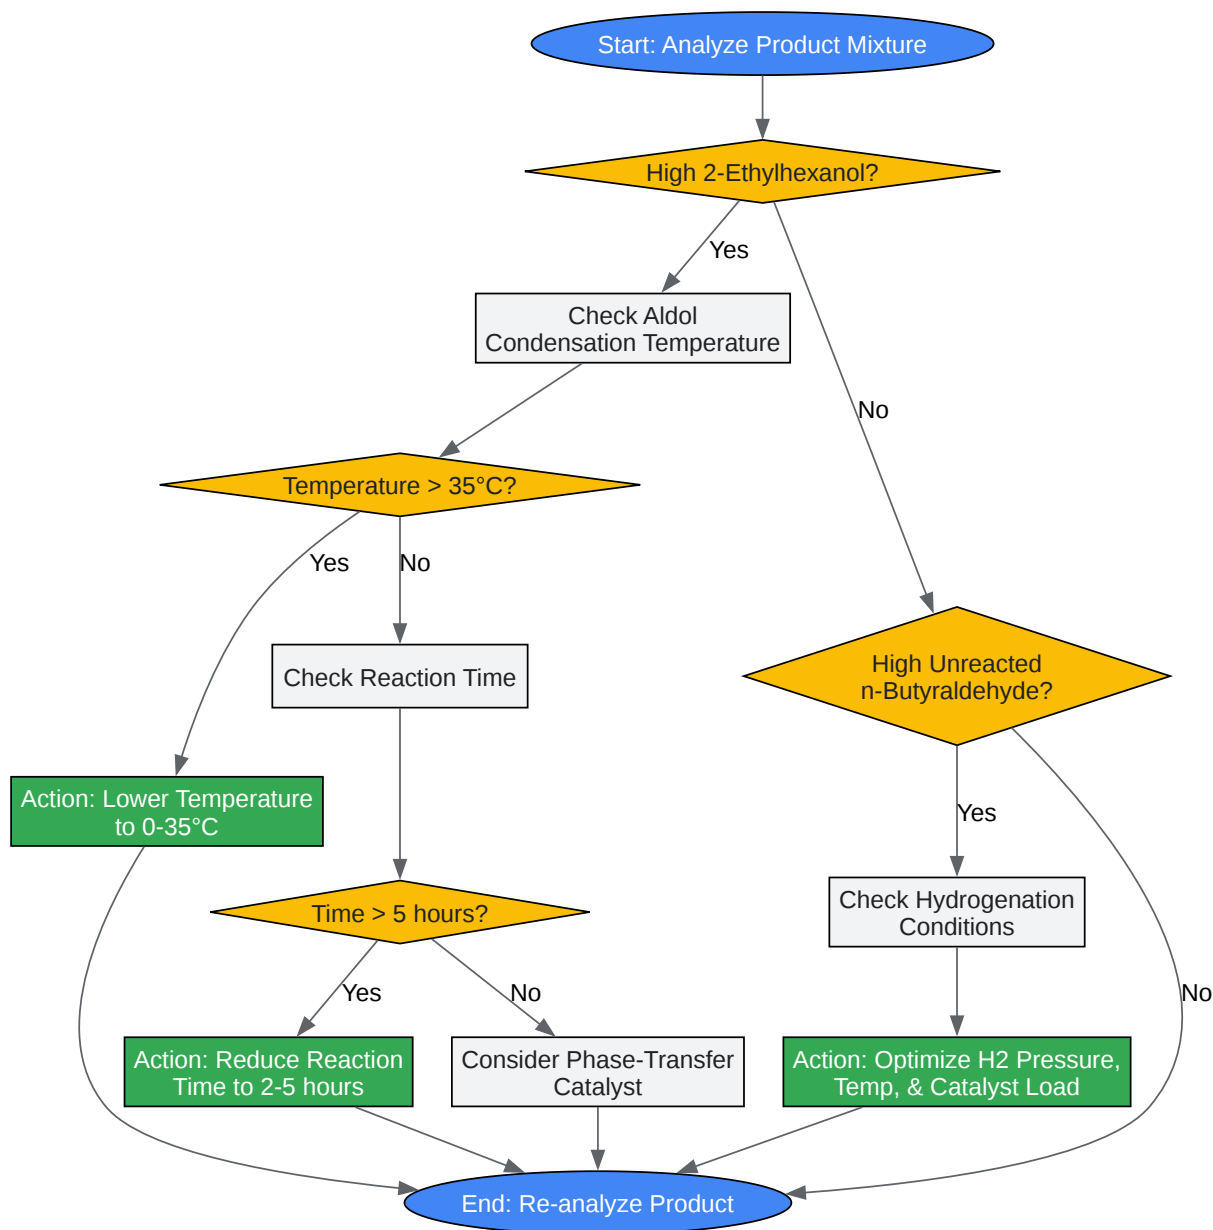 Start: Analyze Product Mixture
High 2-Ethylhexanol?
Yes
Check Aldol
Condensation Temperature
No
Temperature > 35°C?
Yes
No
High Unreacted
n-Butyraldehyde?
Check Reaction Time
Action: Lower Temperature
to 0-35°C
Yes
Check Hydrogenation
Conditions
Time > 5 hours?
Yes
No
No
Action: Reduce Reaction
Time to 2-5 hours
Consider Phase-Transfer
Catalyst
Action: Optimize H2 Pressure,
Temp, & Catalyst Load
End: Re-analyze Product